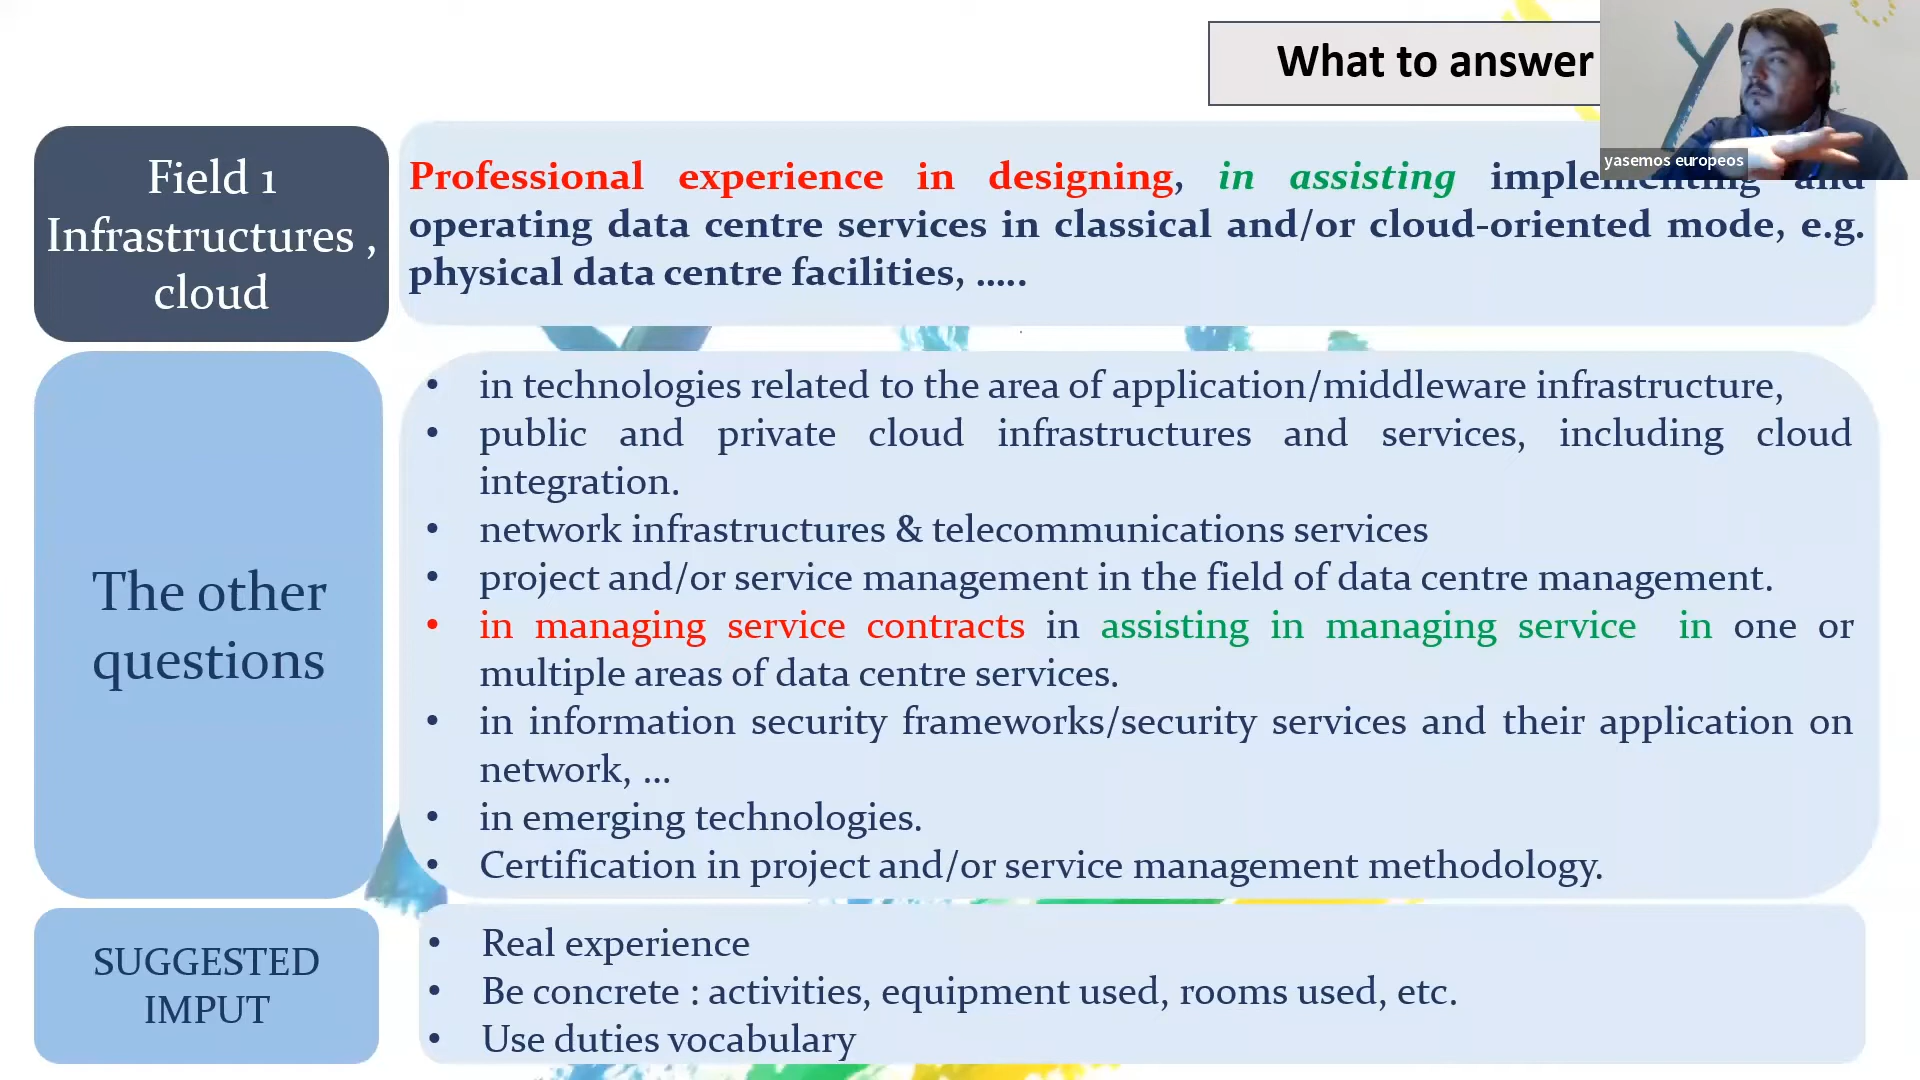 What to answer
yasemos europeos
Field 1
Infrastructures ,
cloud
Professional experience in designing, in assisting implementing and
operating data centre services in classical and/or cloud-oriented mode, e.g.
physical data centre facilities, .....
The other
questions
• in technologies related to the area of application/middleware infrastructure,
• public and private cloud infrastructures and services, including cloud
integration.
• network infrastructures & telecommunications services
• project and/or service management in the field of data centre management.
• in managing service contracts in assisting in managing service in one or
multiple areas of data centre services.
• in information security frameworks/security services and their application on
network, ...
• in emerging technologies.
• Certification in project and/or service management methodology.
SUGGESTED
IMPUT
• Real experience
• Be concrete : activities, equipment used, rooms used, etc.
• Use duties vocabulary